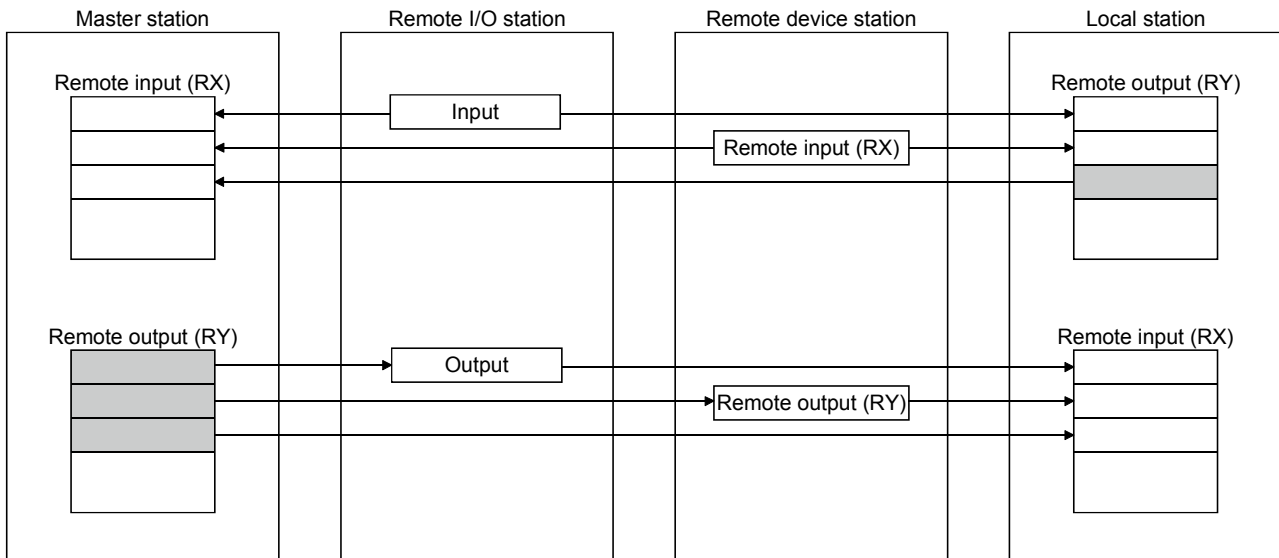 Master station
Remote I/O station
Remote device station
Local station
Remote input (RX)
Remote output (RY)
Input
Remote input (RX)
Remote output (RY)
Remote input (RX)
Output
Remote output (RY)